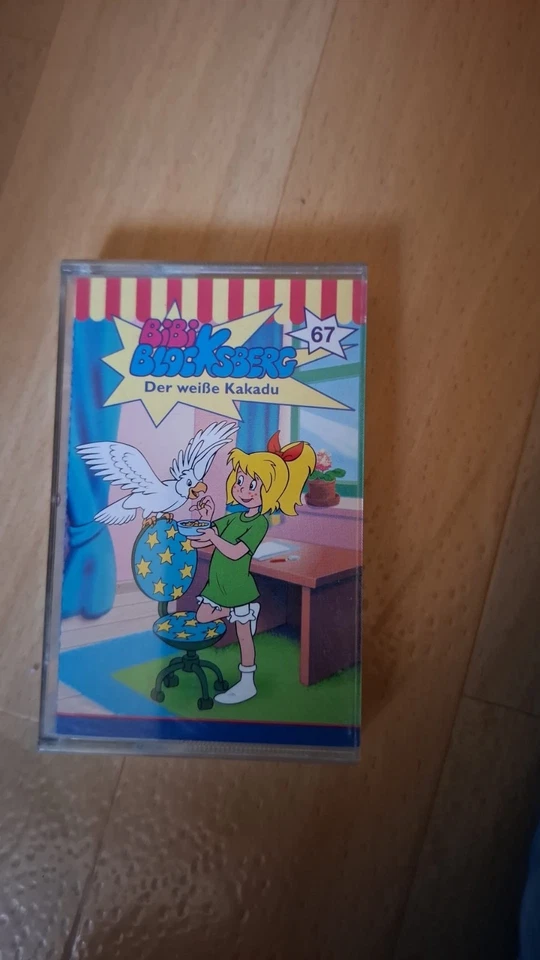 BiBi
BLOCKSBERG
67
Der weiße Kakadu